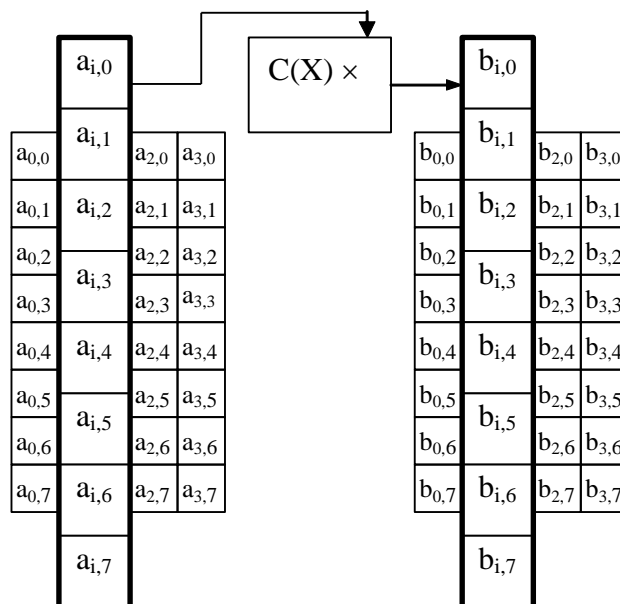 a_{i,0} C(X) × b_{i,0}
a_{i,1} b_{i,1}
a_{0,0} a_{2,0} a_{3,0} b_{0,0} b_{2,0} b_{3,0}
a_{0,1} a_{i,2} a_{2,1} a_{3,1} b_{0,1} b_{i,2} b_{2,1} b_{3,1}
a_{0,2} a_{2,2} a_{3,2} b_{0,2} b_{2,2} b_{3,2}
a_{0,3} a_{i,3} a_{2,3} a_{3,3} b_{0,3} b_{i,3} b_{2,3} b_{3,3}
a_{0,4} a_{i,4} a_{2,4} a_{3,4} b_{0,4} b_{i,4} b_{2,4} b_{3,4}
a_{0,5} a_{i,5} a_{2,5} a_{3,5} b_{0,5} b_{i,5} b_{2,5} b_{3,5}
a_{0,6} a_{2,6} a_{3,6} b_{0,6} b_{2,6} b_{3,6}
a_{0,7} a_{i,6} a_{2,7} a_{3,7} b_{0,7} b_{i,6} b_{2,7} b_{3,7}
a_{i,7} b_{i,7}